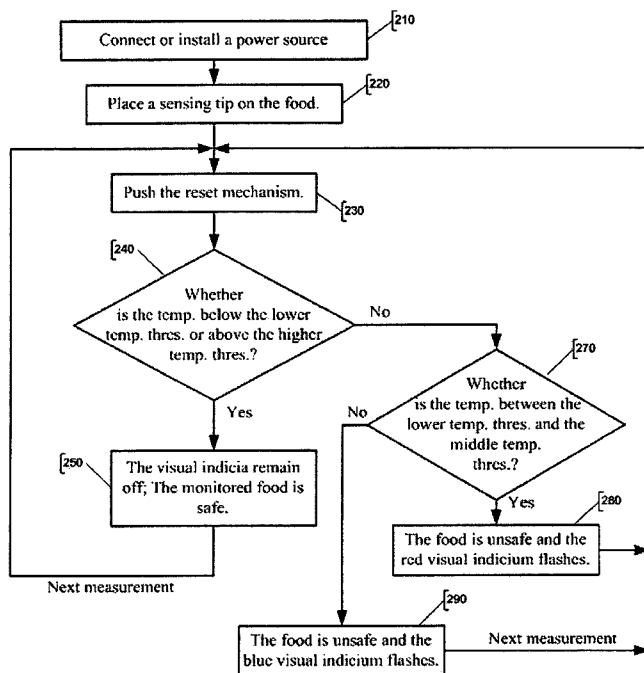 210
Connect or install a power source
220
Place a sensing tip on the food.
Push the reset mechanism.
230
240
Whether
is the temp. below the lower
temp. thres. or above the higher
temp. thres.?
No
270
Whether
is the temp. between the
lower temp. thres. and the
middle temp.
thres.?
No
Yes
250
The visual indicia remain
off; The monitored food is
safe.
Yes
280
The food is unsafe and the
red visual indicium flashes.
Next measurement
290
The food is unsafe and the
blue visual indicium flashes.
Next measurement